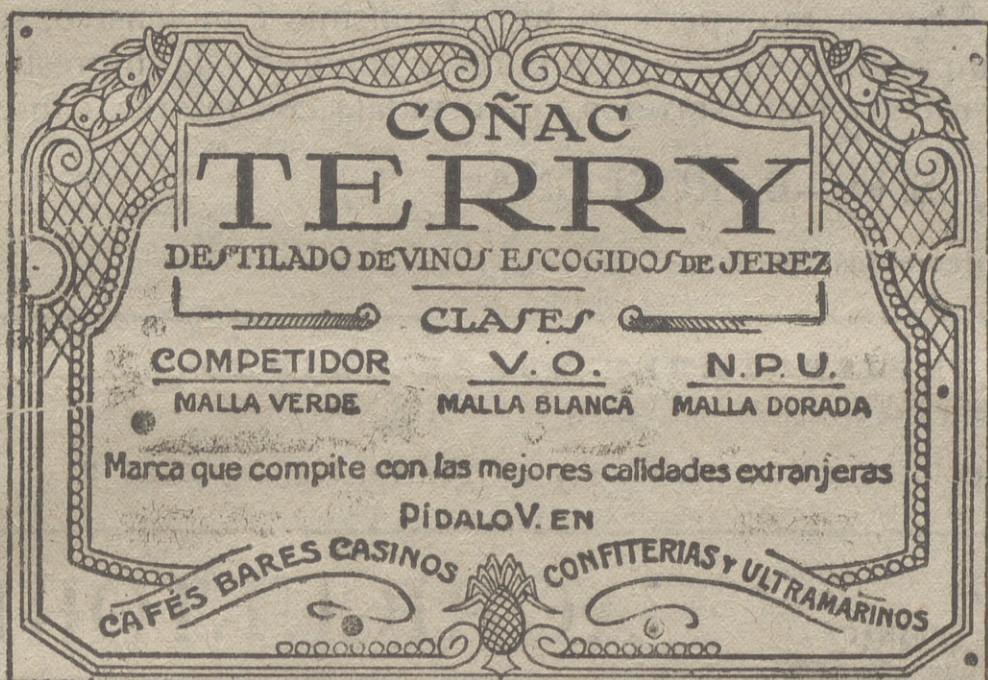 COÑAC
TERRY
DESTILADO DE VINOS ESCOGIDOS DE JEREZ
CLASES
COMPETIDOR V. O. N. P. U.
MALLA VERDE MALLA BLANCA MALLA DORADA
Marca que compite con las mejores calidades extranjeras
PÍDALO V. EN
CAFÉS BARES CASINOS CONFITERIAS Y ULTRAMARINOS